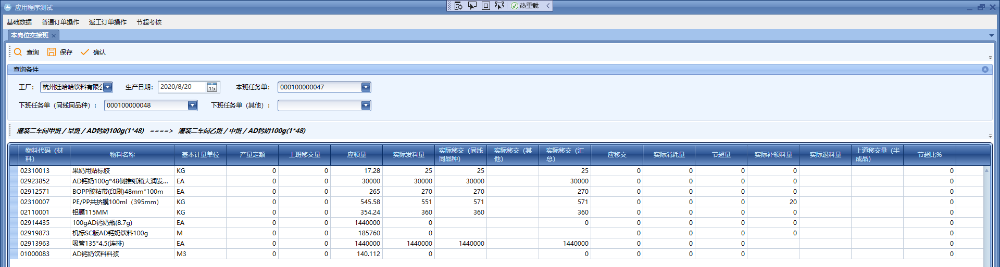 应用程序测试
热重载
基础数据 普通订单操作 返工订单操作 节超考核
本岗位交接班
查询 保存 确认
查询条件
工厂： 杭州娃哈哈饮料有限公 生产日期： 2020/8/20 15 本班任务单： 000100000047
下班任务单（同线同品种）： 000100000048 下班任务单（其他）：
灌装二车间甲班 / 早班 / AD钙奶100g(1*48) ====> 灌装二车间乙班 / 中班 / AD钙奶100g(1*48)
物料代码（材料） 物料名称 基本计量单位 产量定额 上班移交量 应领量 实际发料量 实际移交（同线同品种） 实际移交（其他） 实际移交（汇总） 应移交 实际消耗量 节超量 实际补领料量 实际退料量 上道移交量（半成品） 节超比%
02310013 果奶用贴标胶 KG 0 0 17.28 25 25 25 0 0 0 0 0
02923852 AD钙奶100g*48侧推纸箱大润发... EA 0 0 30000 30000 30000 30000 0 0 0 0 0
02912571 BOPP胶粘带(印刷)48mm*100m EA 0 0 265 270 270 270 0 0 0 0 0
02310007 PE/PP共挤膜100ml（395mm） KG 0 0 545.58 551 571 571 0 0 0 20 0
02110001 铝膜115MM KG 0 0 354.24 360 360 360 0 0 0 0 0
02914435 100gAD钙奶瓶(8.7g) EA 0 0 1440000 0 0 0 0 0 0 0
02919873 机标SC版AD钙奶饮料100g M 0 0 185760 0 0 0 0 0 0
02913963 吸管135*4.5(连排) EA 0 0 1440000 1440000 1440000 1440000 0 0 0 0
01000083 AD钙奶饮料料浆 M3 0 0 140.112 0 0 0 0 0 0